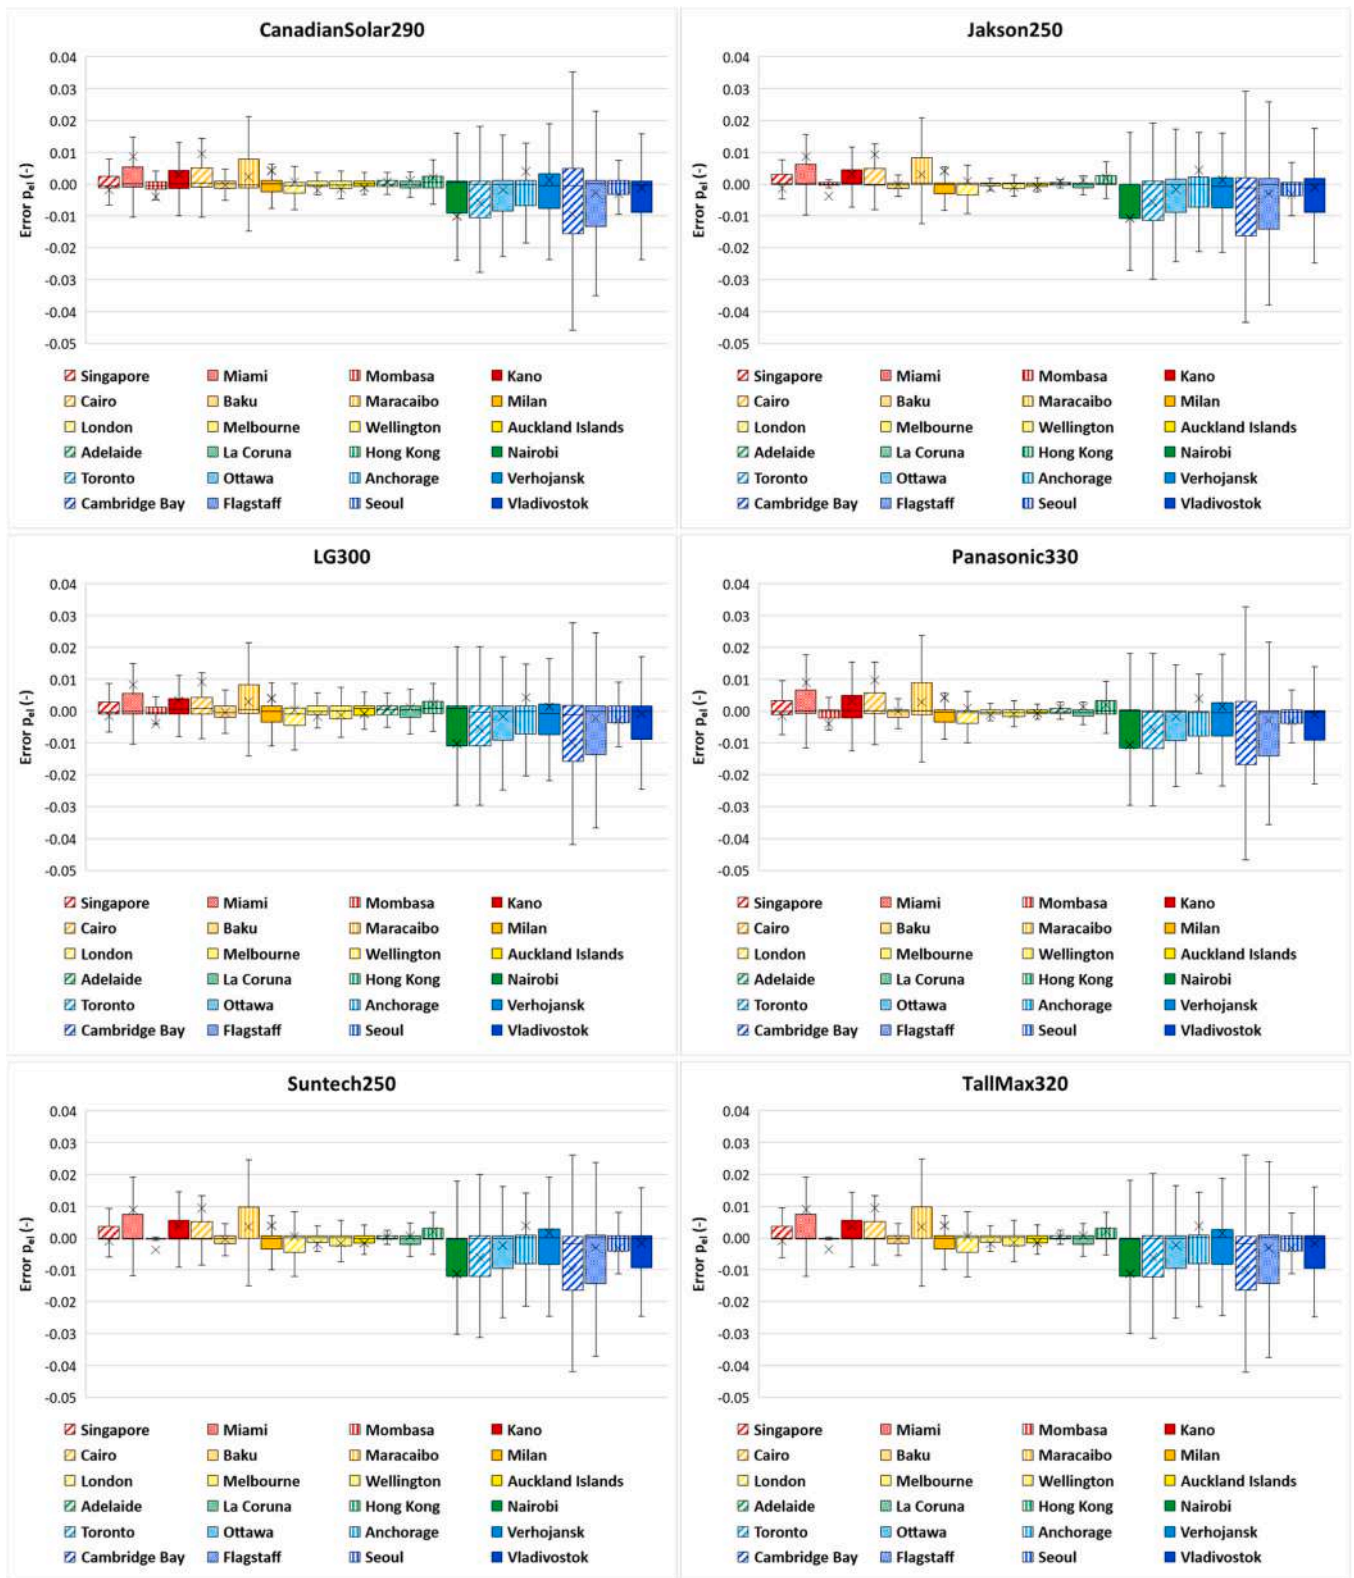 CanadianSolar290
Error pel (-)
0.04
0.03
0.02
0.01
0.00
-0.01
-0.02
-0.03
-0.04
-0.05
Singapore Miami Mombasa Kano
Cairo Baku Maracaibo Milan
London Melbourne Wellington Auckland Islands
Adelaide La Coruna Hong Kong Nairobi
Toronto Ottawa Anchorage Verhojansk
Cambridge Bay Flagstaff Seoul Vladivostok
Jakson250
Error pel (-)
0.04
0.03
0.02
0.01
0.00
-0.01
-0.02
-0.03
-0.04
-0.05
Singapore Miami Mombasa Kano
Cairo Baku Maracaibo Milan
London Melbourne Wellington Auckland Islands
Adelaide La Coruna Hong Kong Nairobi
Toronto Ottawa Anchorage Verhojansk
Cambridge Bay Flagstaff Seoul Vladivostok
LG300
Error pel (-)
0.04
0.03
0.02
0.01
0.00
-0.01
-0.02
-0.03
-0.04
-0.05
Singapore Miami Mombasa Kano
Cairo Baku Maracaibo Milan
London Melbourne Wellington Auckland Islands
Adelaide La Coruna Hong Kong Nairobi
Toronto Ottawa Anchorage Verhojansk
Cambridge Bay Flagstaff Seoul Vladivostok
Panasonic330
Error pel (-)
0.04
0.03
0.02
0.01
0.00
-0.01
-0.02
-0.03
-0.04
-0.05
Singapore Miami Mombasa Kano
Cairo Baku Maracaibo Milan
London Melbourne Wellington Auckland Islands
Adelaide La Coruna Hong Kong Nairobi
Toronto Ottawa Anchorage Verhojansk
Cambridge Bay Flagstaff Seoul Vladivostok
Suntech250
Error pel (-)
0.04
0.03
0.02
0.01
0.00
-0.01
-0.02
-0.03
-0.04
-0.05
Singapore Miami Mombasa Kano
Cairo Baku Maracaibo Milan
London Melbourne Wellington Auckland Islands
Adelaide La Coruna Hong Kong Nairobi
Toronto Ottawa Anchorage Verhojansk
Cambridge Bay Flagstaff Seoul Vladivostok
TallMax320
Error pel (-)
0.04
0.03
0.02
0.01
0.00
-0.01
-0.02
-0.03
-0.04
-0.05
Singapore Miami Mombasa Kano
Cairo Baku Maracaibo Milan
London Melbourne Wellington Auckland Islands
Adelaide La Coruna Hong Kong Nairobi
Toronto Ottawa Anchorage Verhojansk
Cambridge Bay Flagstaff Seoul Vladivostok